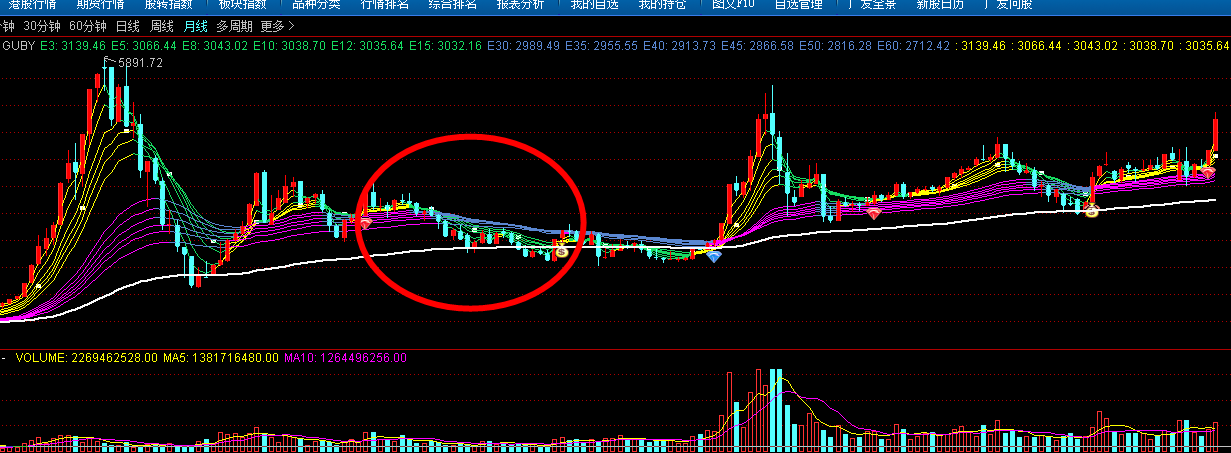 港股行情 期货行情 股转指数 板块指数 品种分类 行情排名 综合排名 报表分析 我的自选 我的持仓 图文F10 自选管理 广发全景 新股日历 广发问股
钟 30分钟 60分钟 日线 周线 月线 多周期 更多
GUBY E3: 3139.46 E5: 3066.44 E8: 3043.02 E10: 3038.70 E12: 3035.64 E15: 3032.16 E30: 2989.49 E35: 2955.55 E40: 2913.73 E45: 2866.58 E50: 2816.28 E60: 2712.42 : 3139.46 : 3066.44 : 3043.02 : 3038.70 : 3035.64
5891.72
- VOLUME: 2269462528.00 MA5: 1381716480.00 MA10: 1264496256.00